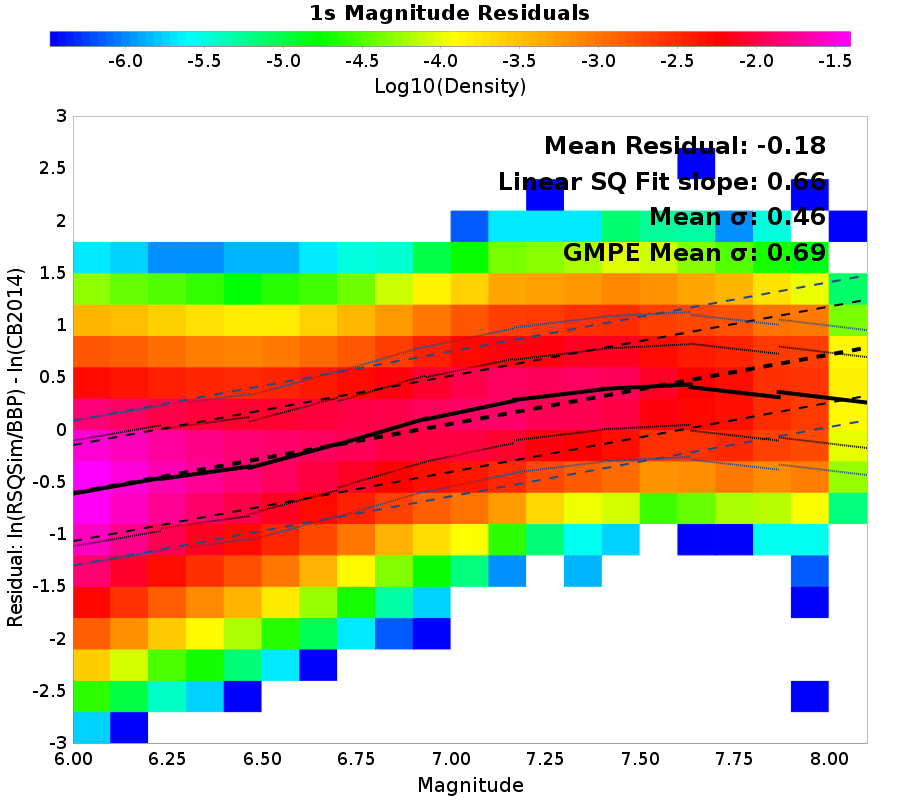 1s Magnitude Residuals
-6.0 -5.5 -5.0 -4.5 -4.0 -3.5 -3.0 -2.5 -2.0 -1.5
Log10(Density)
Mean Residual: -0.18
Linear SQ Fit slope: 0.66
Mean σ: 0.46
GMPE Mean σ: 0.69
3
2.5
2
1.5
1
0.5
0
-0.5
-1
-1.5
-2
-2.5
-3
Residual: ln(RSQSim/BBP) - ln(CB2014)
6.00 6.25 6.50 6.75 7.00 7.25 7.50 7.75 8.00
Magnitude